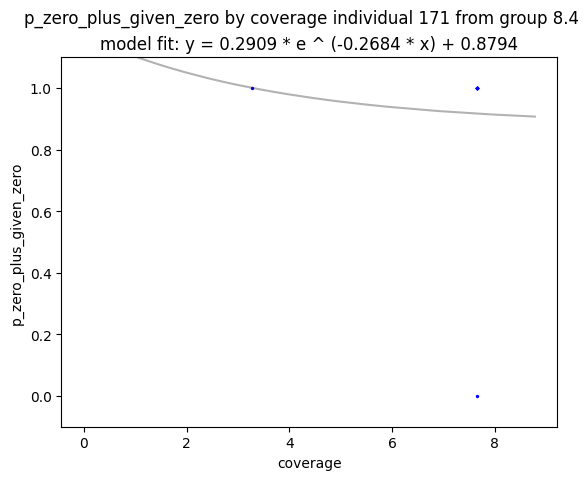 p_zero_plus_given_zero by coverage individual 171 from group 8.4
model fit: y = 0.2909 * e ^ (-0.2684 * x) + 0.8794
1.0
0.8
0.6
0.4
0.2
0.0
p_zero_plus_given_zero
0
2
4
6
8
coverage